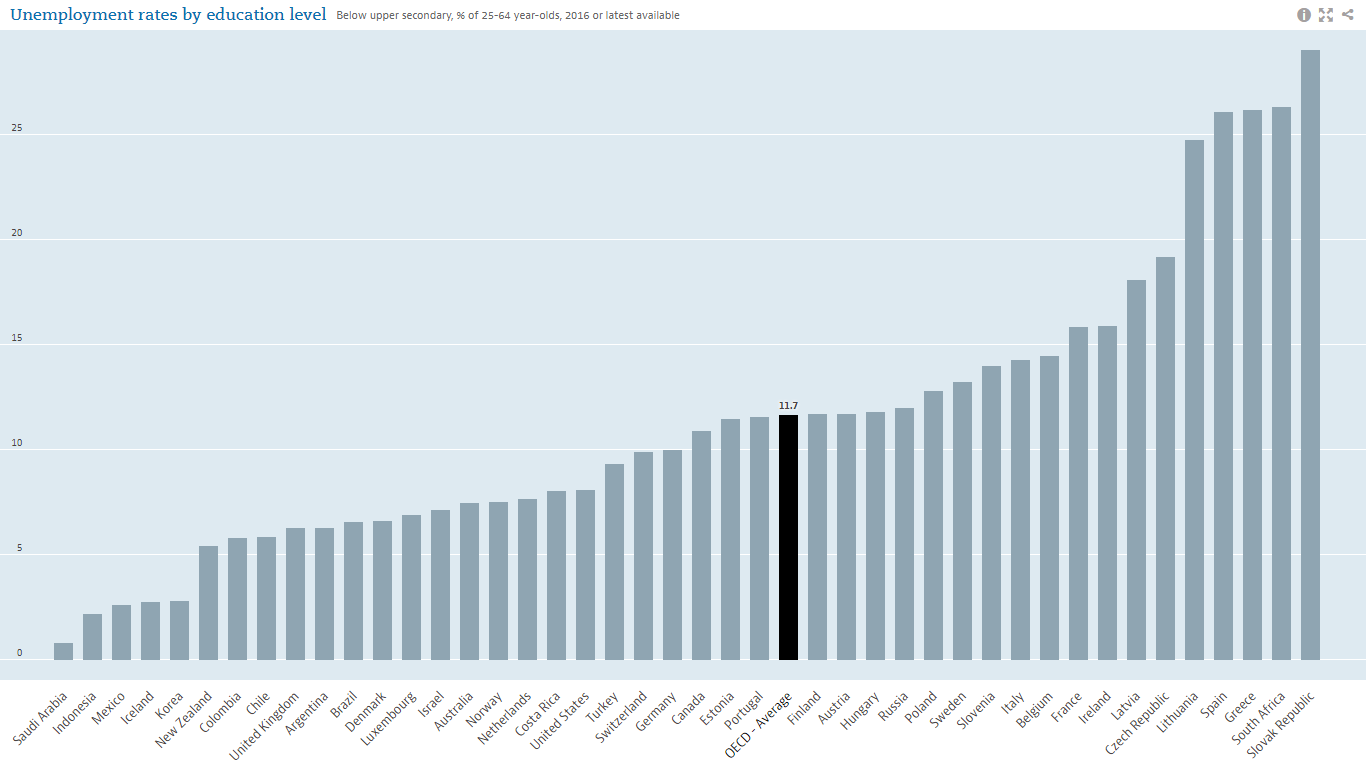 Unemployment rates by education level Below upper secondary, % of 25-64 year-olds, 2016 or latest available
25
20
15
11.7
10
5
0
Saudi Arabia
Indonesia
Mexico
Iceland
Korea
New Zealand
Colombia
Chile
United Kingdom
Argentina
Brazil
Denmark
Luxembourg
Israel
Australia
Norway
Netherlands
Costa Rica
United States
Turkey
Switzerland
Germany
Canada
Estonia
Portugal
OECD - Average
Finland
Austria
Hungary
Russia
Poland
Sweden
Slovenia
Italy
Belgium
France
Ireland
Latvia
Czech Republic
Lithuania
Spain
Greece
South Africa
Slovak Republic